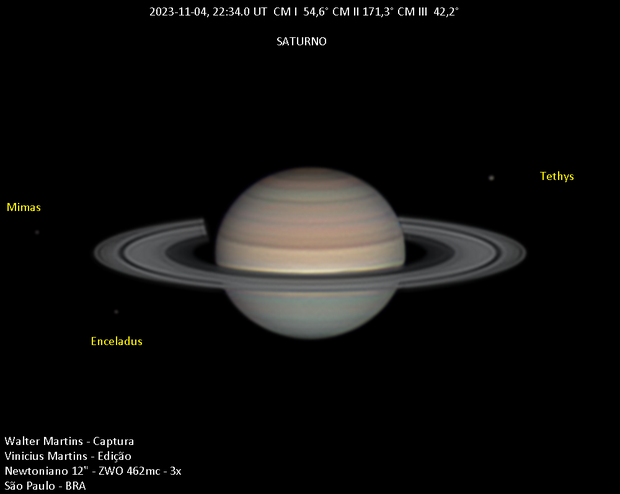 2023-11-04, 22:34.0 UT CM I 54,6° CM II 171,3° CM III 42,2°
SATURNO
Tethys
Mimas
Enceladus
Walter Martins - Captura
Vinicius Martins - Edição
Newtoniano 12" - ZWO 462mc - 3x
São Paulo - BRA